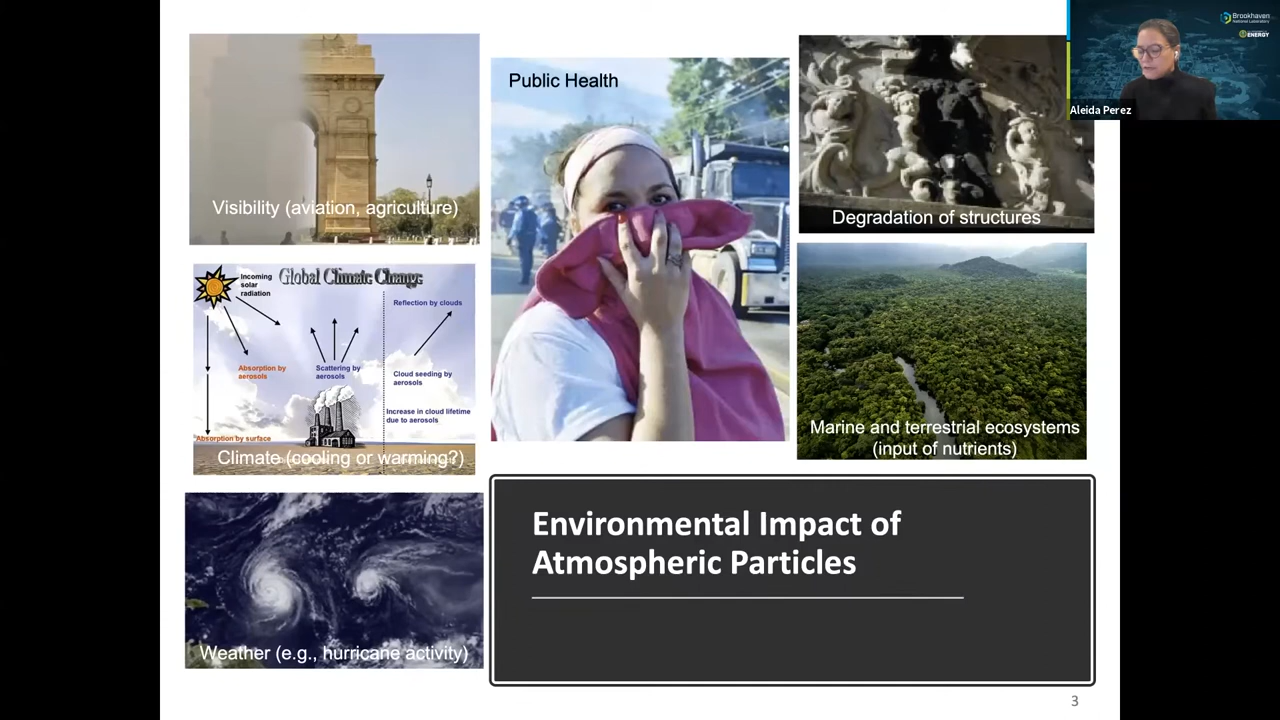 Visibility (aviation, agriculture)
Public Health
Degradation of structures
Brookhaven
National Laboratory
ENERGY
Aleida Perez
Global Climate Change
Incoming
solar
radiation
Reflection by clouds
Absorption by
aerosols
Scattering by
aerosols
Cloud seeding by
aerosols
Increase in cloud lifetime
due to aerosols
Absorption by surface
Climate (cooling or warming?)
Marine and terrestrial ecosystems
(input of nutrients)
Weather (e.g., hurricane activity)
Environmental Impact of
Atmospheric Particles
3